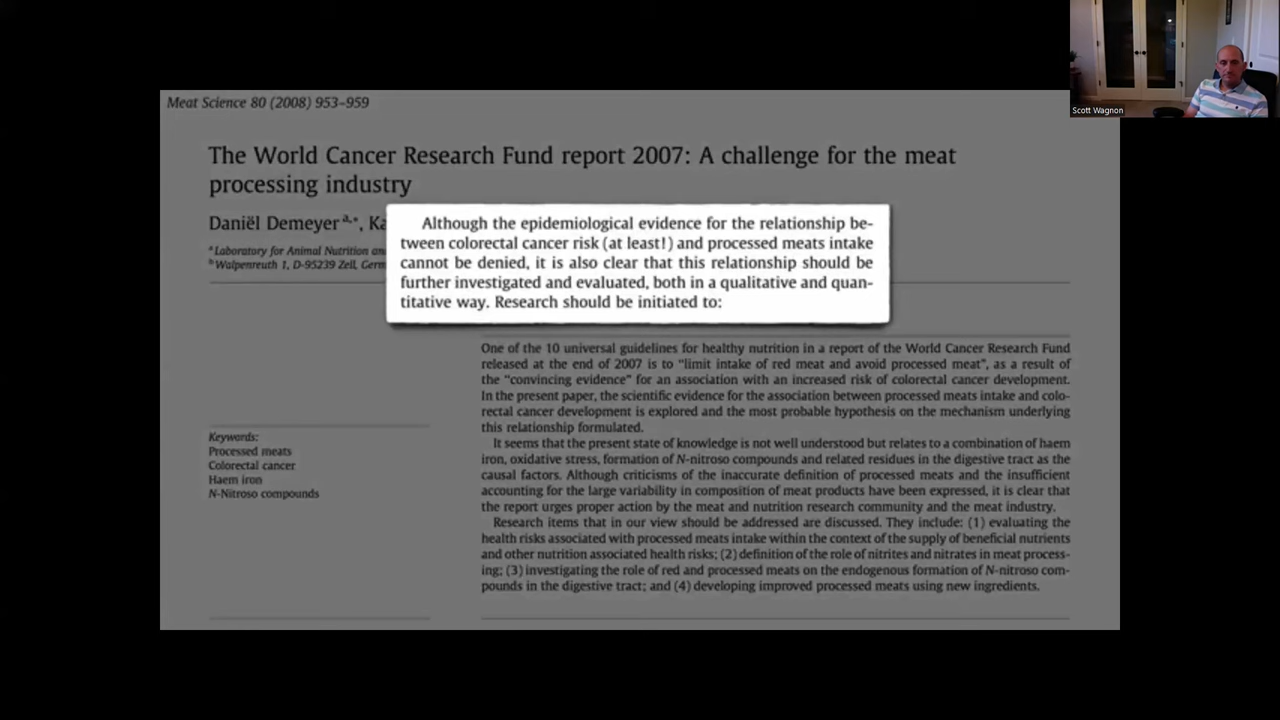 Scott Wagnon
Meat Science 80 (2008) 953–959
The World Cancer Research Fund report 2007: A challenge for the meat
processing industry
Daniël Demeyer a,*, Ka
a Laboratory for Animal Nutrition an
b Walpenreuth 1, D-95239 Zell, Germ
Although the epidemiological evidence for the relationship be-
tween colorectal cancer risk (at least!) and processed meats intake
cannot be denied, it is also clear that this relationship should be
further investigated and evaluated, both in a qualitative and quan-
titative way. Research should be initiated to:
Keywords:
Processed meats
Colorectal cancer
Haem iron
N-Nitroso compounds
One of the 10 universal guidelines for healthy nutrition in a report of the World Cancer Research Fund
released at the end of 2007 is to “limit intake of red meat and avoid processed meat”, as a result of
the “convincing evidence” for an association with an increased risk of colorectal cancer development.
In the present paper, the scientific evidence for the association between processed meats intake and colo-
rectal cancer development is explored and the most probable hypothesis on the mechanism underlying
this relationship formulated.
It seems that the present state of knowledge is not well understood but relates to a combination of haem
iron, oxidative stress, formation of N-nitroso compounds and related residues in the digestive tract as the
causal factors. Although criticisms of the inaccurate definition of processed meats and the insufficient
accounting for the large variability in composition of meat products have been expressed, it is clear that
the report urges proper action by the meat and nutrition research community and the meat industry.
Research items that in our view should be addressed are discussed. They include: (1) evaluating the
health risks associated with processed meats intake within the context of the supply of beneficial nutrients
and other nutrition associated health risks; (2) definition of the role of nitrites and nitrates in meat process-
ing; (3) investigating the role of red and processed meats on the endogenous formation of N-nitroso com-
pounds in the digestive tract; and (4) developing improved processed meats using new ingredients.